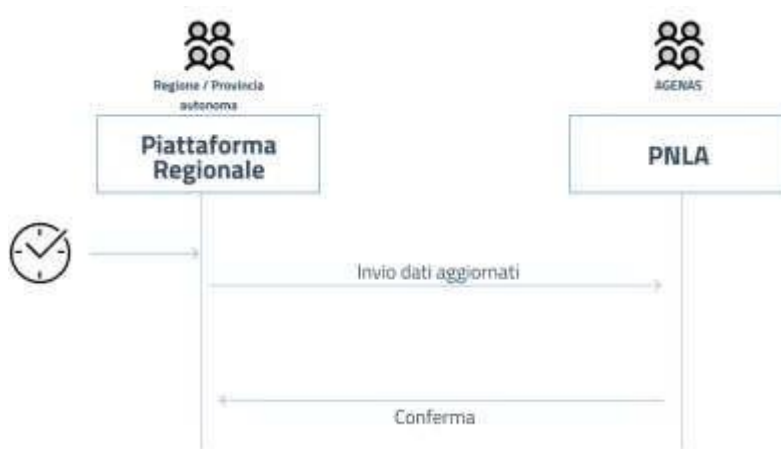 Regione / Provincia
autonoma
AGENAS
Piattaforma
Regionale
PNLA
Invio dati aggiornati
Conferma